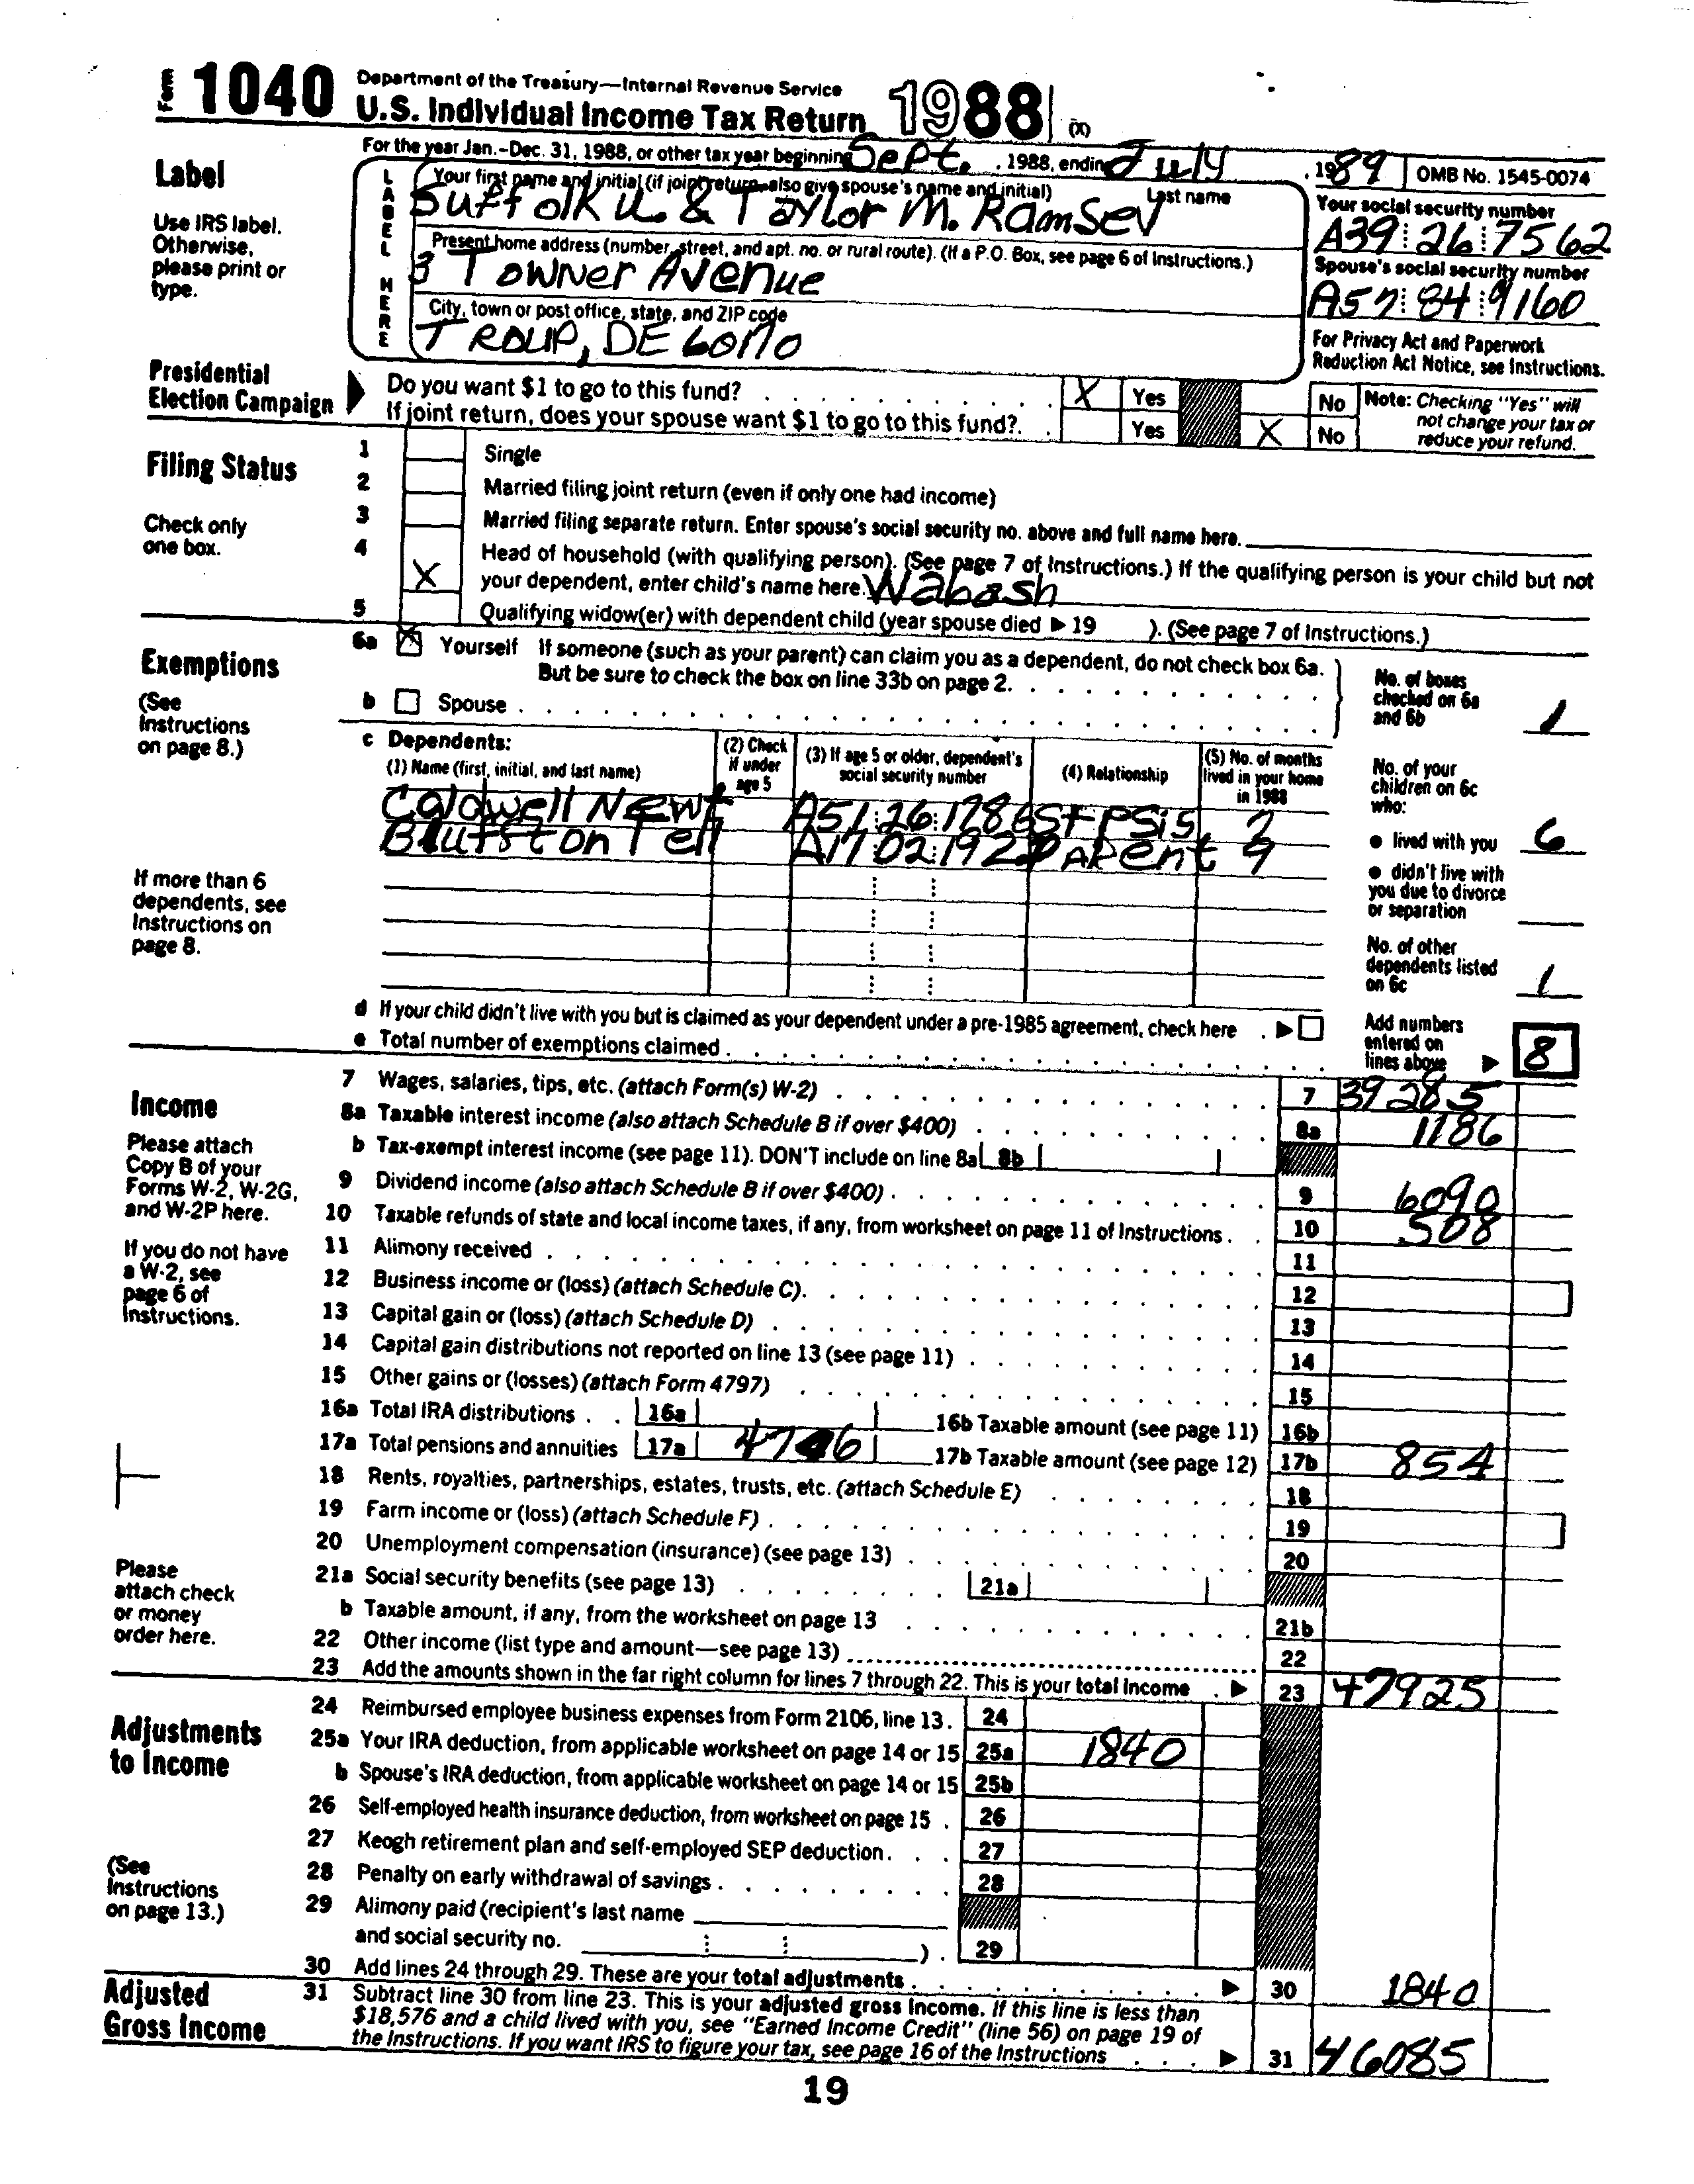 Form 1040 Department of the Treasury—Internal Revenue Service
U.S. Individual Income Tax Return 1988 (X)
For the year Jan.-Dec. 31, 1988, or other tax year beginning Sept. , 1988, ending July , 1989 OMB No. 1545-0074
Label
Use IRS label. Otherwise, please print or type.
LABEL HERE
Your first name and initial (if joint return, also give spouse's name and initial) Last name
Suffolk U. & Taylor M. Ramsey
Your social security number
A39 26 7562
Present home address (number, street, and apt. no. or rural route). (If a P.O. Box, see page 6 of Instructions.)
3 Towner Avenue
Spouse's social security number
A57 84 9160
City, town or post office, state, and ZIP code
TROUP, DE 60170
For Privacy Act and Paperwork Reduction Act Notice, see Instructions.
Presidential Election Campaign
Do you want $1 to go to this fund? X Yes No
If joint return, does your spouse want $1 to go to this fund? Yes X No
Note: Checking "Yes" will not change your tax or reduce your refund.
Filing Status
Check only one box.
1 Single
2 Married filing joint return (even if only one had income)
3 Married filing separate return. Enter spouse's social security no. above and full name here.
4 X Head of household (with qualifying person). (See page 7 of Instructions.) If the qualifying person is your child but not
your dependent, enter child's name here. Wabash
5 Qualifying widow(er) with dependent child (year spouse died ▶ 19 ). (See page 7 of Instructions.)
Exemptions
(See Instructions on page 8.)
6a X Yourself If someone (such as your parent) can claim you as a dependent, do not check box 6a.
But be sure to check the box on line 33b on page 2.
b Spouse
No. of boxes checked on 6a and 6b 1
c Dependents:
(1) Name (first, initial, and last name)
(2) Check if under age 5
(3) If age 5 or older, dependent's social security number
(4) Relationship
(5) No. of months lived in your home in 1988
Caldwell Newt A51 26 1786 StPSis 2
Bluffston Tell A17 02 192 Parent 9
If more than 6 dependents, see Instructions on page 8.
No. of your children on 6c who:
● lived with you 6
● didn't live with you due to divorce or separation
No. of other dependents listed on 6c 1
d If your child didn't live with you but is claimed as your dependent under a pre-1985 agreement, check here ▶
e Total number of exemptions claimed
Add numbers entered on lines above ▶ 8
Income
Please attach Copy B of your Forms W-2, W-2G, and W-2P here.
If you do not have a W-2, see page 6 of Instructions.
Please attach check or money order here.
7 Wages, salaries, tips, etc. (attach Form(s) W-2) 7 39285
8a Taxable interest income (also attach Schedule B if over $400) 8a 1186
b Tax-exempt interest income (see page 11). DON'T include on line 8a 8b
9 Dividend income (also attach Schedule B if over $400) 9 6090
10 Taxable refunds of state and local income taxes, if any, from worksheet on page 11 of Instructions 10 508
11 Alimony received 11
12 Business income or (loss) (attach Schedule C) 12
13 Capital gain or (loss) (attach Schedule D) 13
14 Capital gain distributions not reported on line 13 (see page 11) 14
15 Other gains or (losses) (attach Form 4797) 15
16a Total IRA distributions 16a 16b Taxable amount (see page 11) 16b
17a Total pensions and annuities 17a 17b Taxable amount (see page 12) 17b 854
18 Rents, royalties, partnerships, estates, trusts, etc. (attach Schedule E) 18
19 Farm income or (loss) (attach Schedule F) 19
20 Unemployment compensation (insurance) (see page 13) 20
21a Social security benefits (see page 13) 21a
b Taxable amount, if any, from the worksheet on page 13 21b
22 Other income (list type and amount—see page 13) 22
23 Add the amounts shown in the far right column for lines 7 through 22. This is your total income ▶ 23 47925
Adjustments to Income
(See Instructions on page 13.)
24 Reimbursed employee business expenses from Form 2106, line 13. 24
25a Your IRA deduction, from applicable worksheet on page 14 or 15 25a 1840
b Spouse's IRA deduction, from applicable worksheet on page 14 or 15 25b
26 Self-employed health insurance deduction, from worksheet on page 15 26
27 Keogh retirement plan and self-employed SEP deduction 27
28 Penalty on early withdrawal of savings 28
29 Alimony paid (recipient's last name
and social security no. ). 29
30 Add lines 24 through 29. These are your total adjustments ▶ 30 1840
Adjusted Gross Income
31 Subtract line 30 from line 23. This is your adjusted gross income. If this line is less than
$18,576 and a child lived with you, see "Earned Income Credit" (line 56) on page 19 of
the Instructions. If you want IRS to figure your tax, see page 16 of the Instructions ▶ 31 46085
19